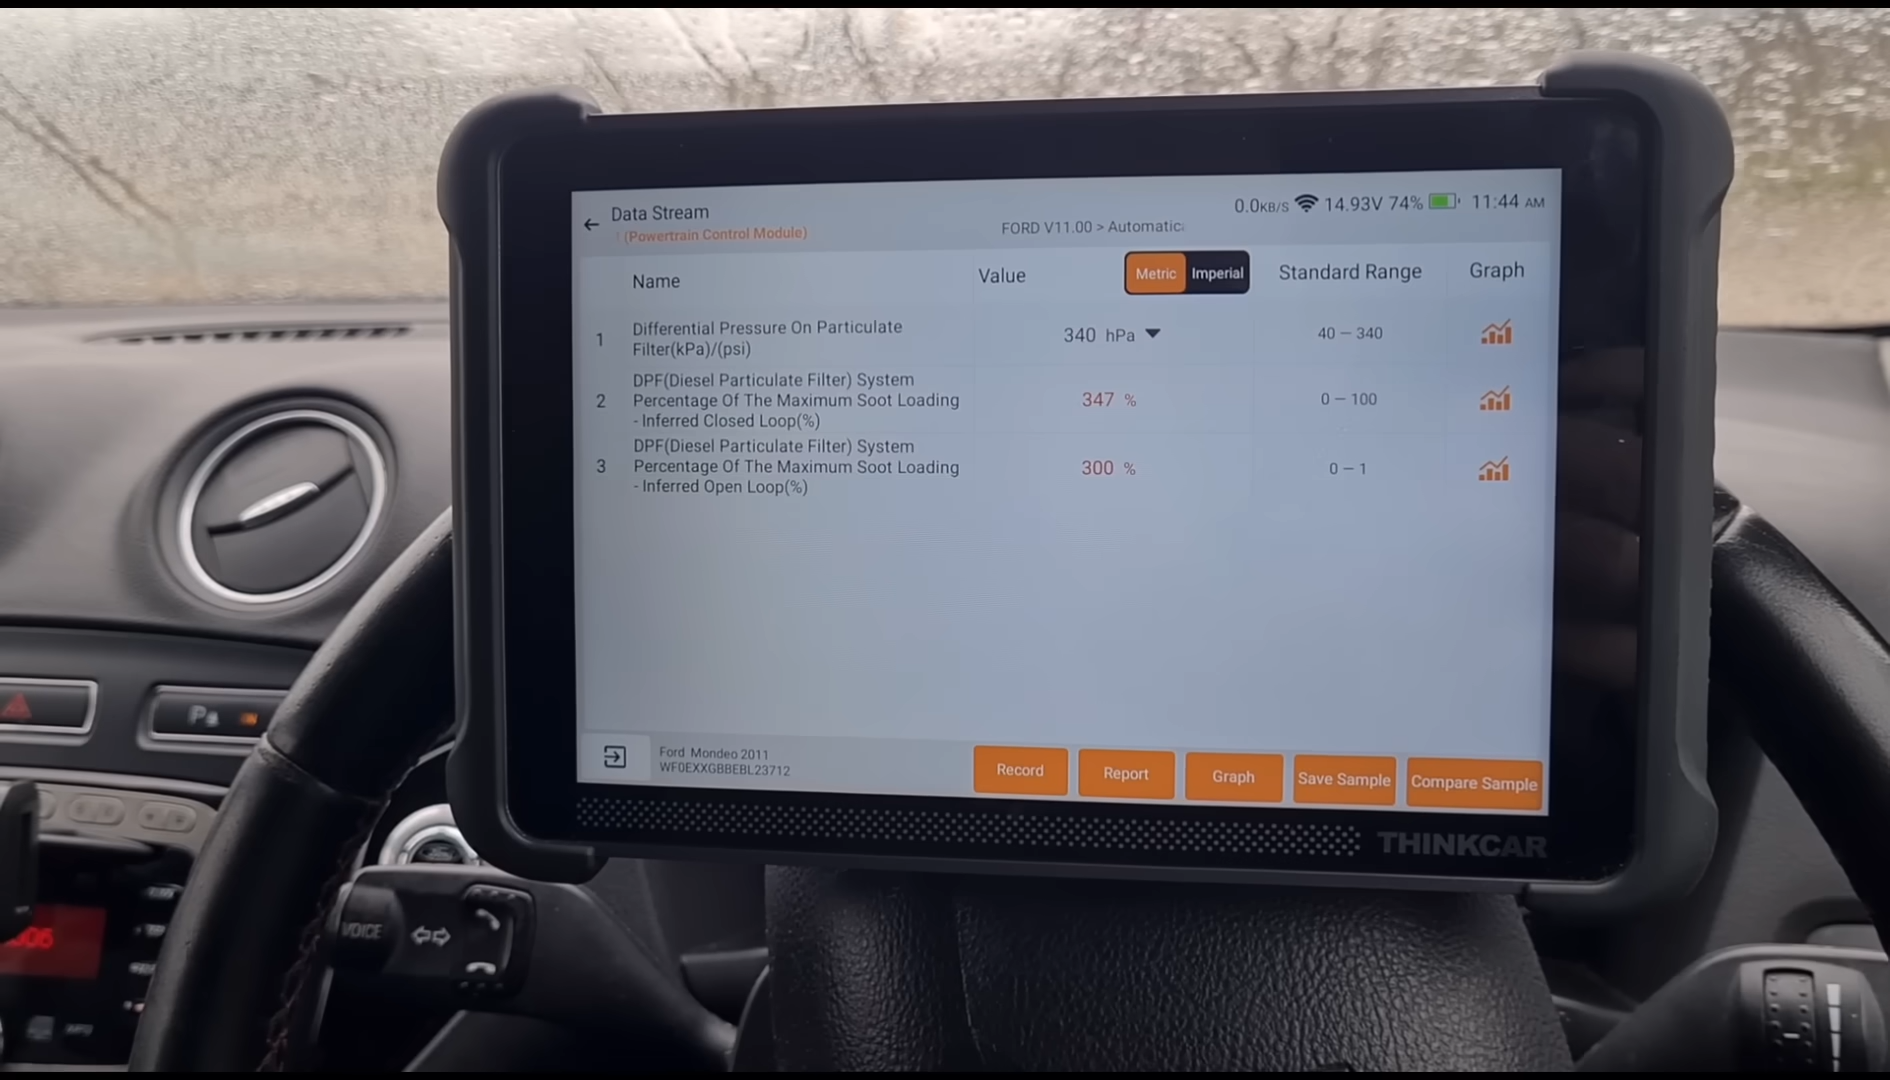 Data Stream
0.0KB/S 14.93V 74% 11:44 AM
(Powertrain Control Module)
FORD V11.00 > Automatic
Name Value Metric Imperial Standard Range Graph
1 Differential Pressure On Particulate
Filter(kPa)/(psi) 340 hPa 40 – 340
2 DPF(Diesel Particulate Filter) System
Percentage Of The Maximum Soot Loading
- Inferred Closed Loop(%) 347 % 0 – 100
3 DPF(Diesel Particulate Filter) System
Percentage Of The Maximum Soot Loading
- Inferred Open Loop(%) 300 % 0 – 1
Ford Mondeo 2011
WF0EXXGBBEBL23712
Record Report Graph Save Sample Compare Sample
THINKCAR
VOICE